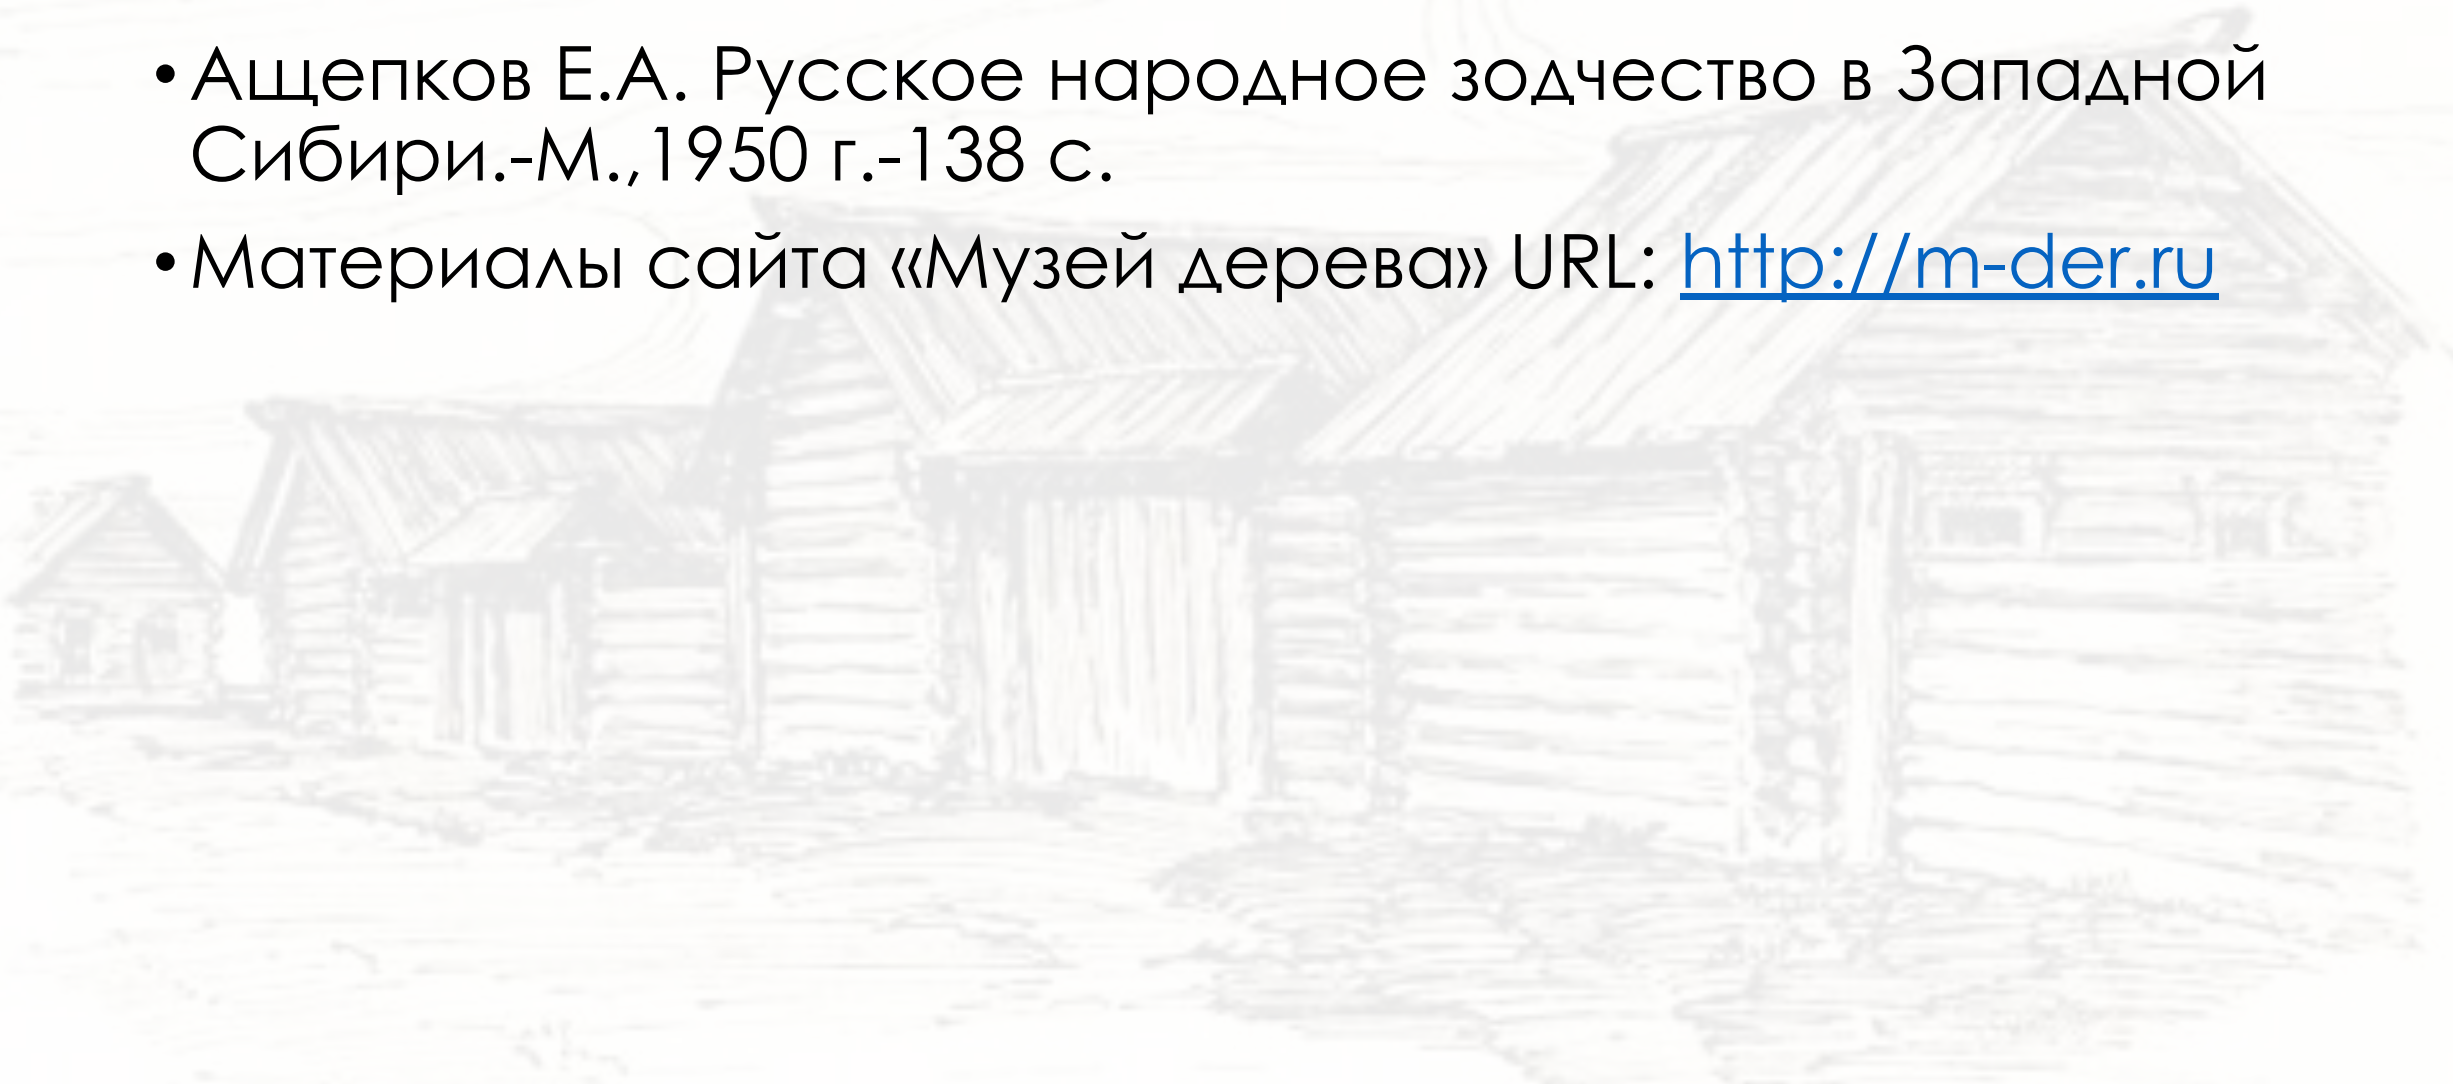 • Ащепков Е.А. Русское народное зодчество в Западной
Сибири.-М.,1950 г.-138 с.
• Материалы сайта «Музей дерева» URL: http://m-der.ru